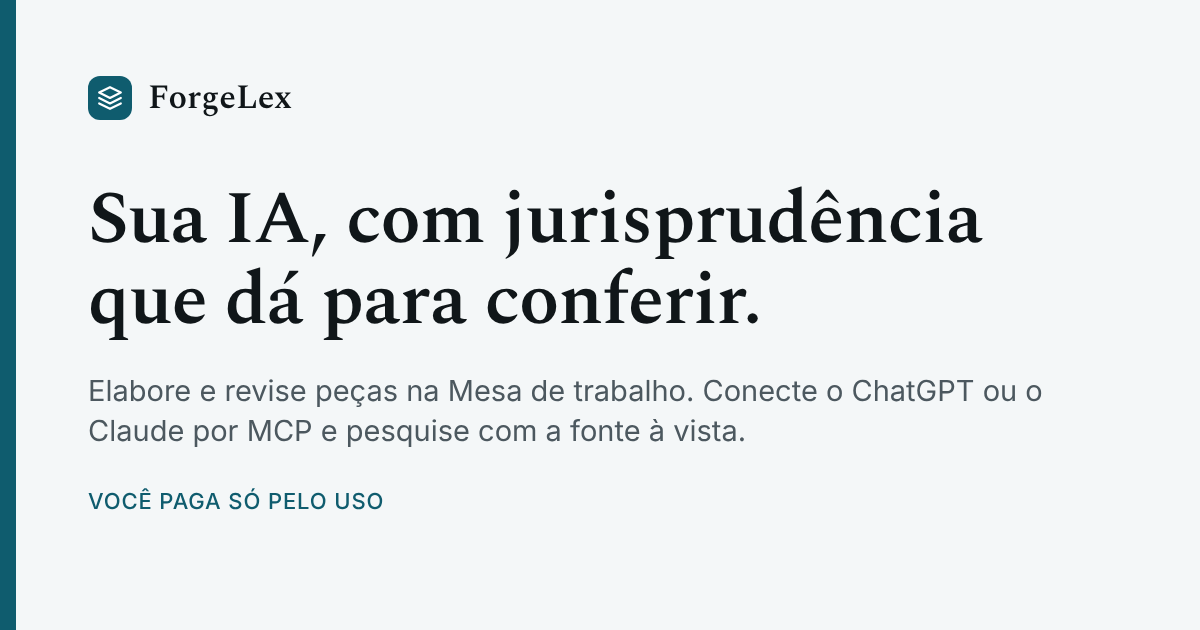 ForgeLex
Sua IA, com jurisprudência
que dá para conferir.
Elabore e revise peças na Mesa de trabalho. Conecte o ChatGPT ou o
Claude por MCP e pesquise com a fonte à vista.
VOCÊ PAGA SÓ PELO USO